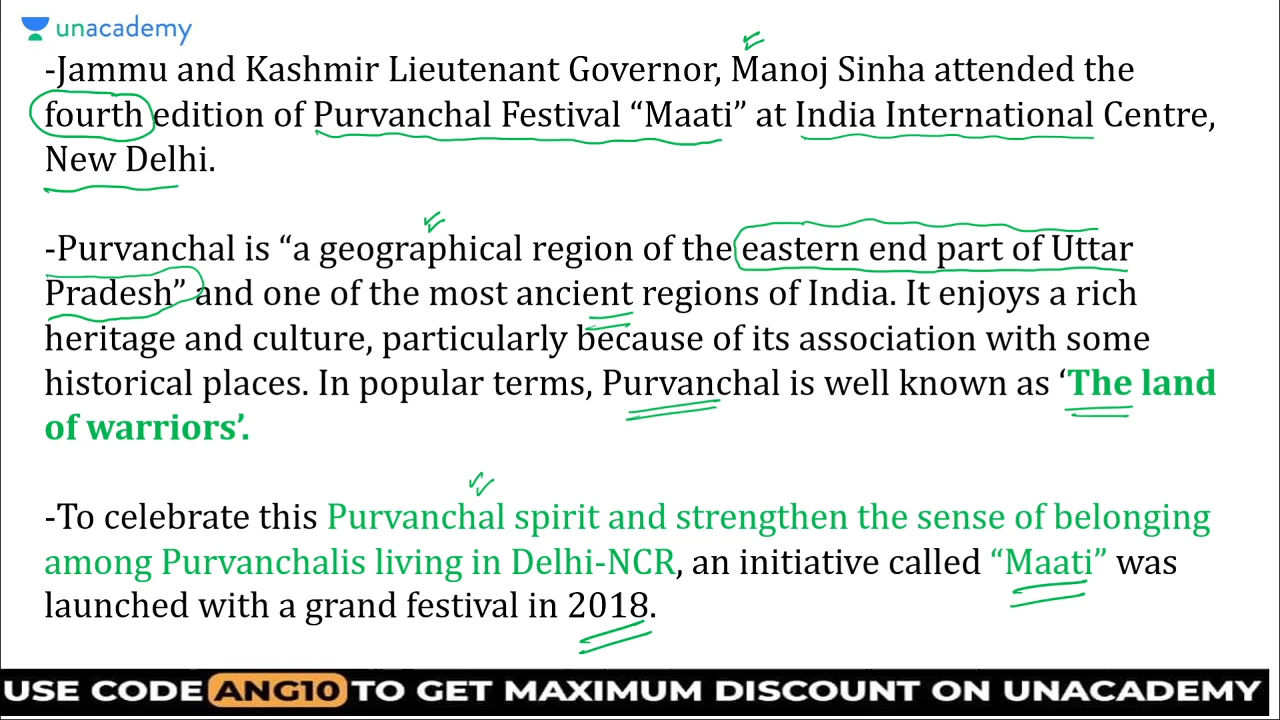 unacademy
-Jammu and Kashmir Lieutenant Governor, Manoj Sinha attended the
fourth edition of Purvanchal Festival “Maati” at India International Centre,
New Delhi.
-Purvanchal is “a geographical region of the eastern end part of Uttar
Pradesh” and one of the most ancient regions of India. It enjoys a rich
heritage and culture, particularly because of its association with some
historical places. In popular terms, Purvanchal is well known as ‘The land
of warriors’.
-To celebrate this Purvanchal spirit and strengthen the sense of belonging
among Purvanchalis living in Delhi-NCR, an initiative called “Maati” was
launched with a grand festival in 2018.
USE CODE ANG10 TO GET MAXIMUM DISCOUNT ON UNACADEMY